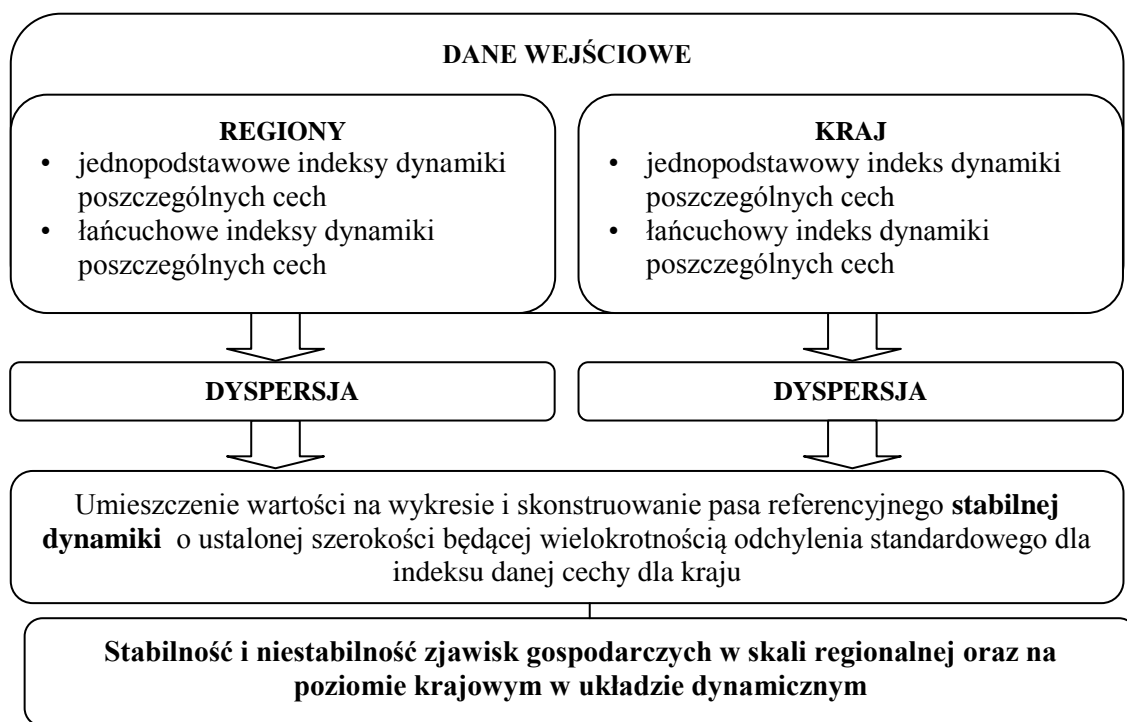 DANE WEJŚCIOWE
REGIONY
• jednopodstawowe indeksy dynamiki
poszczególnych cech
• łańcuchowe indeksy dynamiki
poszczególnych cech
KRAJ
• jednopodstawowy indeks dynamiki
poszczególnych cech
• łańcuchowy indeks dynamiki
poszczególnych cech
DYSPERSJA
DYSPERSJA
Umieszczenie wartości na wykresie i skonstruowanie pasa referencyjnego stabilnej
dynamiki o ustalonej szerokości będącej wielokrotnością odchylenia standardowego dla
indeksu danej cechy dla kraju
Stabilność i niestabilność zjawisk gospodarczych w skali regionalnej oraz na
poziomie krajowym w układzie dynamicznym